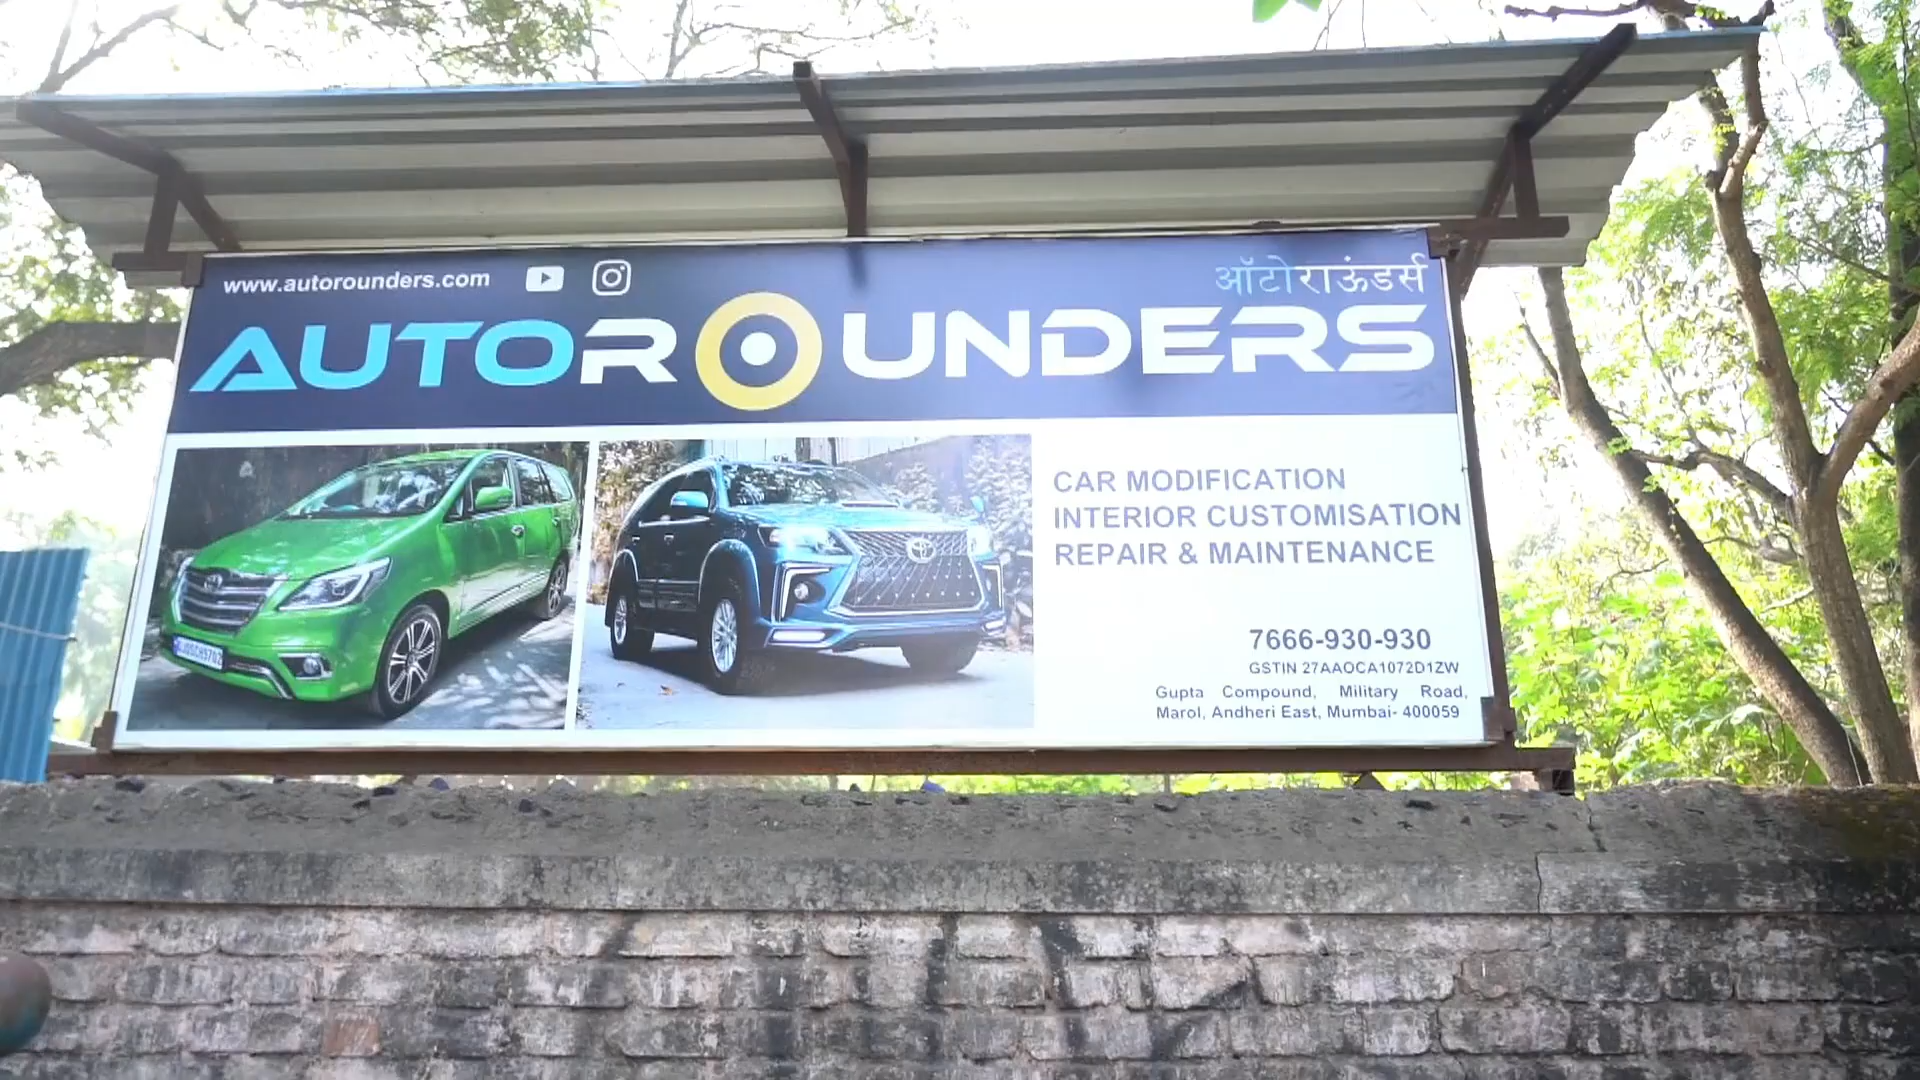 www.autorounders.com
ऑटोराऊंडर्स
AUTOROUNDERS
CAR MODIFICATION
INTERIOR CUSTOMISATION
REPAIR & MAINTENANCE
7666-930-930
GSTIN 27AAOCA1072D1ZW
Gupta Compound, Military Road,
Marol, Andheri East, Mumbai- 400059